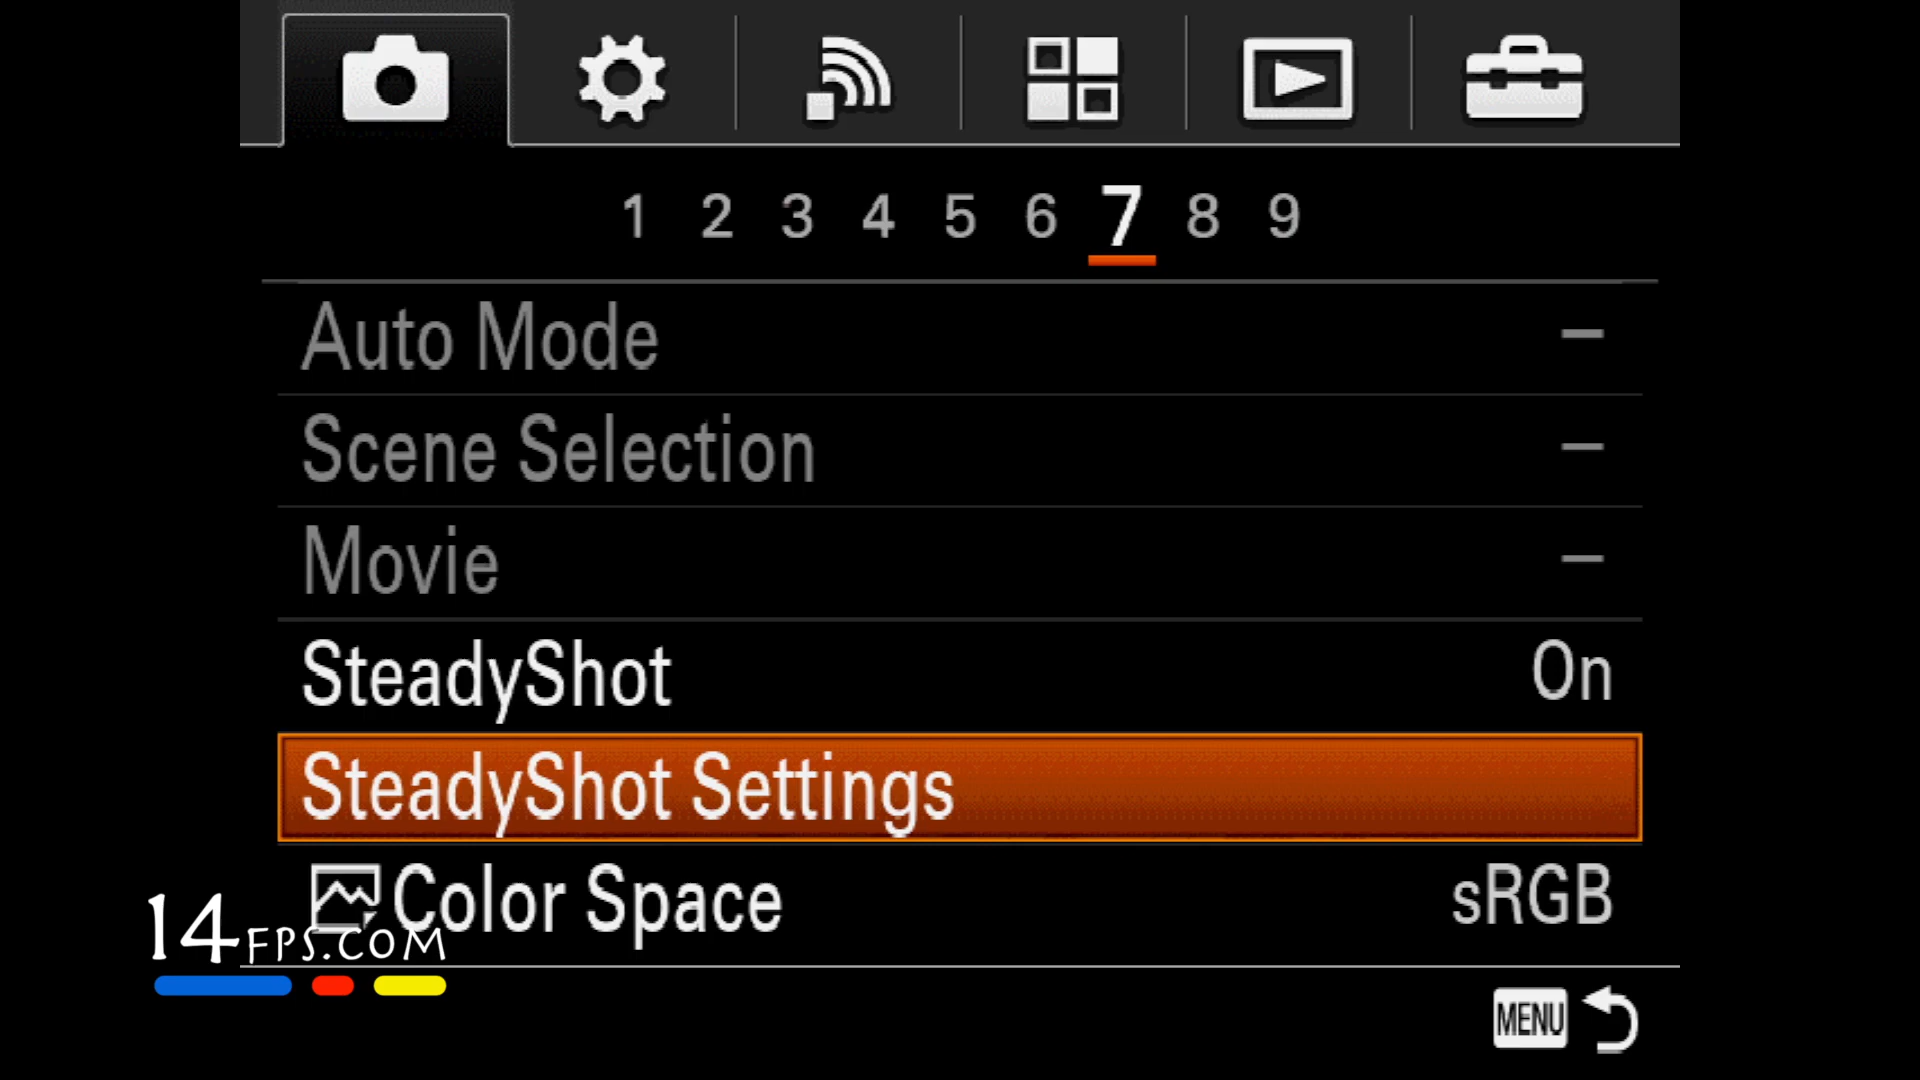 1 2 3 4 5 6 7 8 9
Auto Mode –
Scene Selection –
Movie –
SteadyShot On
SteadyShot Settings
Color Space sRGB
14FPS.COM
MENU